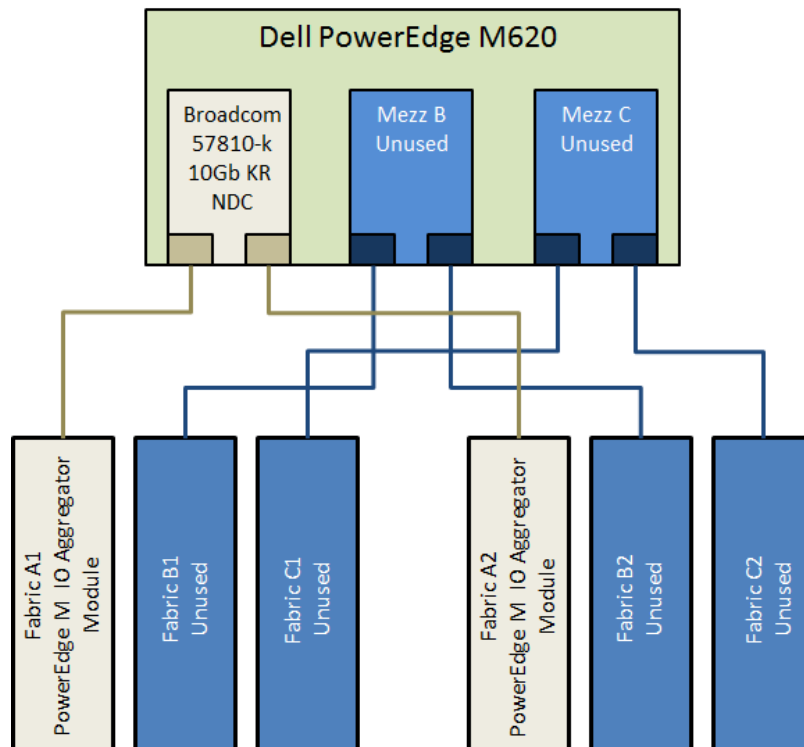 Dell PowerEdge M620
Broadcom
57810-k
10Gb KR
NDC
Mezz B
Unused
Mezz C
Unused
Fabric A1
PowerEdge M IO Aggregator
Module
Fabric B1
Unused
Fabric C1
Unused
Fabric A2
PowerEdge M IO Aggregator
Module
Fabric B2
Unused
Fabric C2
Unused